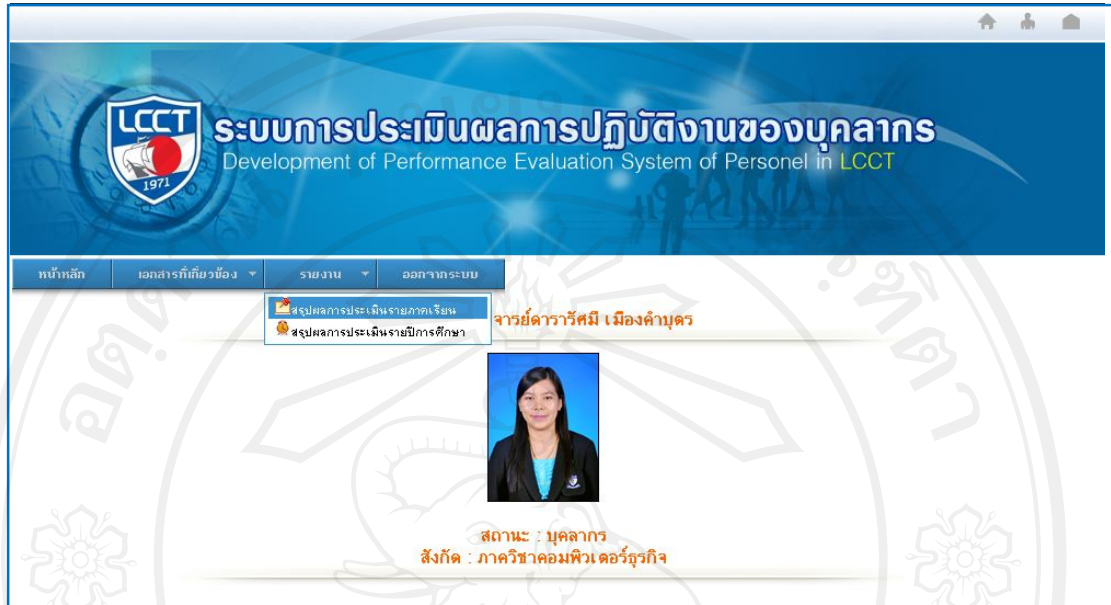 LCCT
1971
ระบบการประเมินผลการปฏิบัติงานของบุคลากร
Development of Performance Evaluation System of Personel in LCCT
หน้าหลัก เอกสารที่เกี่ยวข้อง รายงาน ออกจากระบบ
สรุปผลการประเมินรายภาคเรียน
สรุปผลการประเมินรายปีการศึกษา
จารย์ดารารัศมี เมืองคำบุตร
สถานะ : บุคลากร
สังกัด : ภาควิชาคอมพิวเตอร์ธุรกิจ